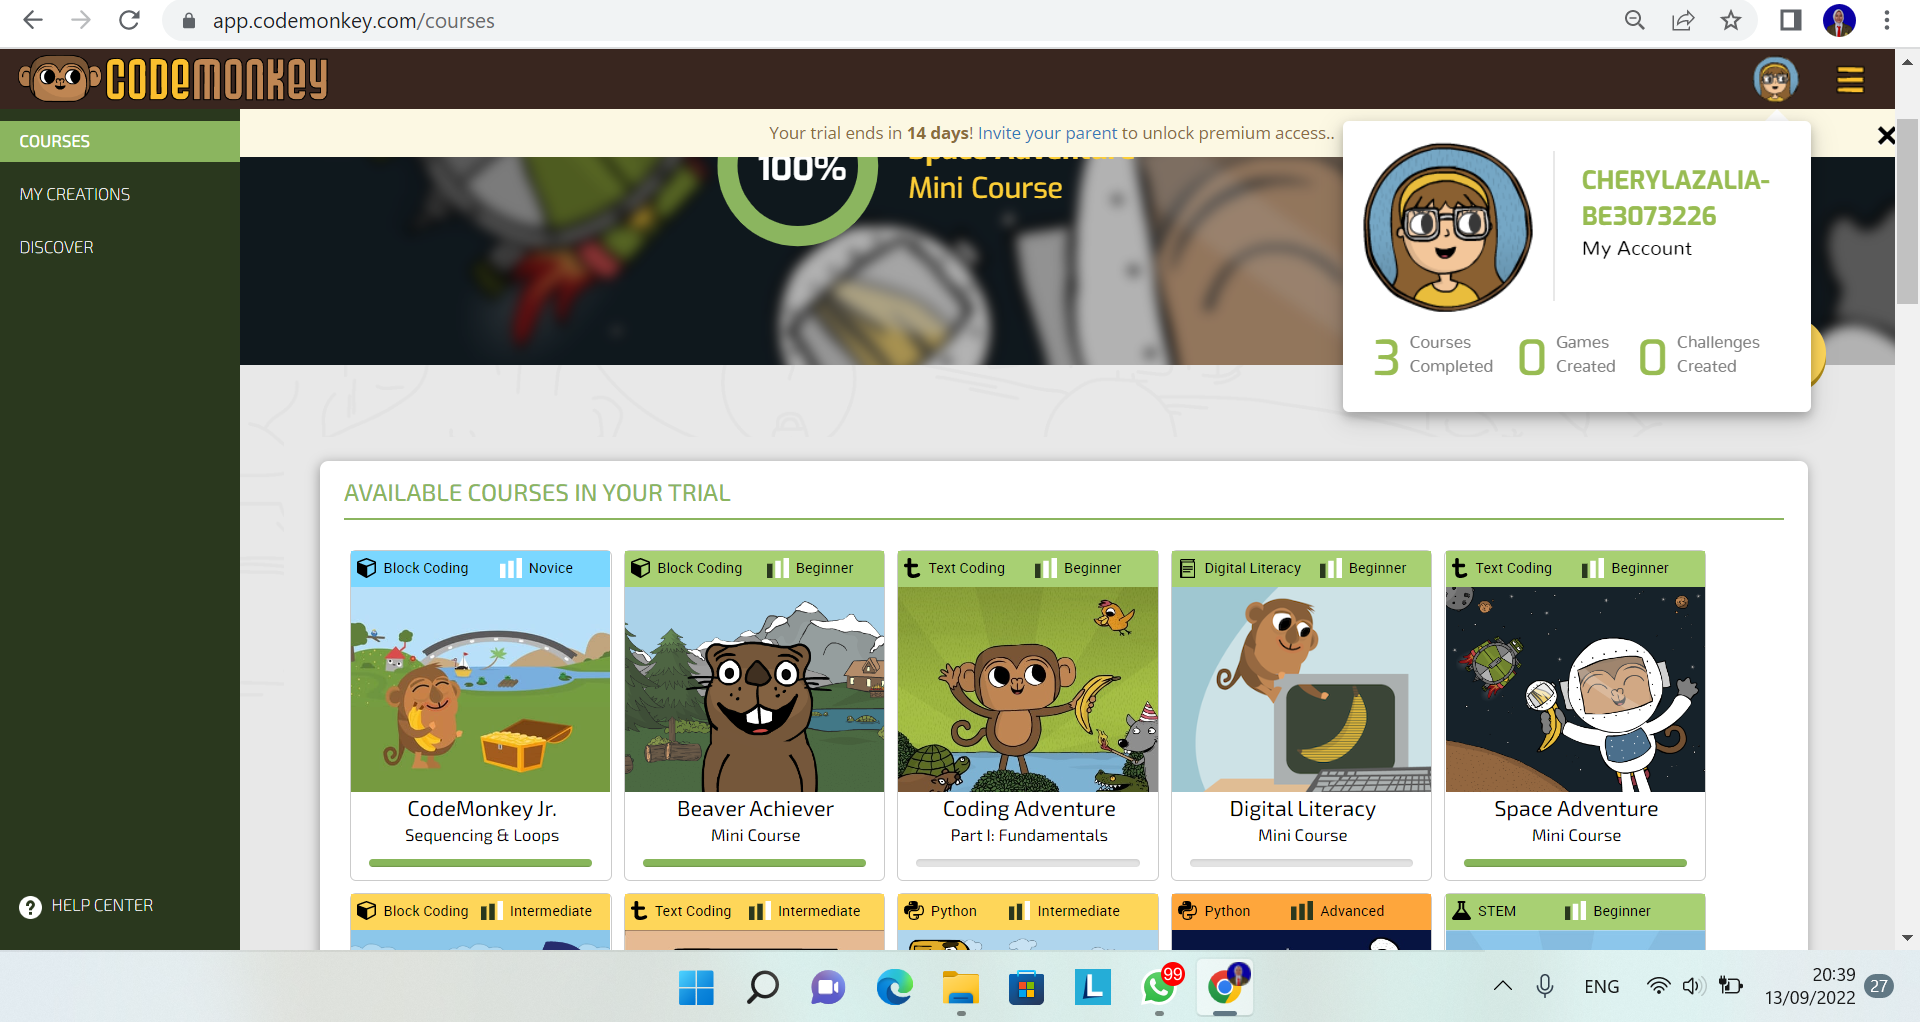 app.codemonkey.com/courses
CODEMONKEY
COURSES
MY CREATIONS
DISCOVER
HELP CENTER
Your trial ends in 14 days! Invite your parent to unlock premium access..
100%
Space Adventure
Mini Course
CHERYLAZALIA-
BE3073226
My Account
3 Courses Completed
0 Games Created
0 Challenges Created
AVAILABLE COURSES IN YOUR TRIAL
Block Coding Novice
CodeMonkey Jr.
Sequencing & Loops
Block Coding Beginner
Beaver Achiever
Mini Course
Text Coding Beginner
Coding Adventure
Part I: Fundamentals
Digital Literacy Beginner
Digital Literacy
Mini Course
Text Coding Beginner
Space Adventure
Mini Course
Block Coding Intermediate
Text Coding Intermediate
Python Intermediate
Python Advanced
STEM Beginner
99
ENG
20:39
13/09/2022
27